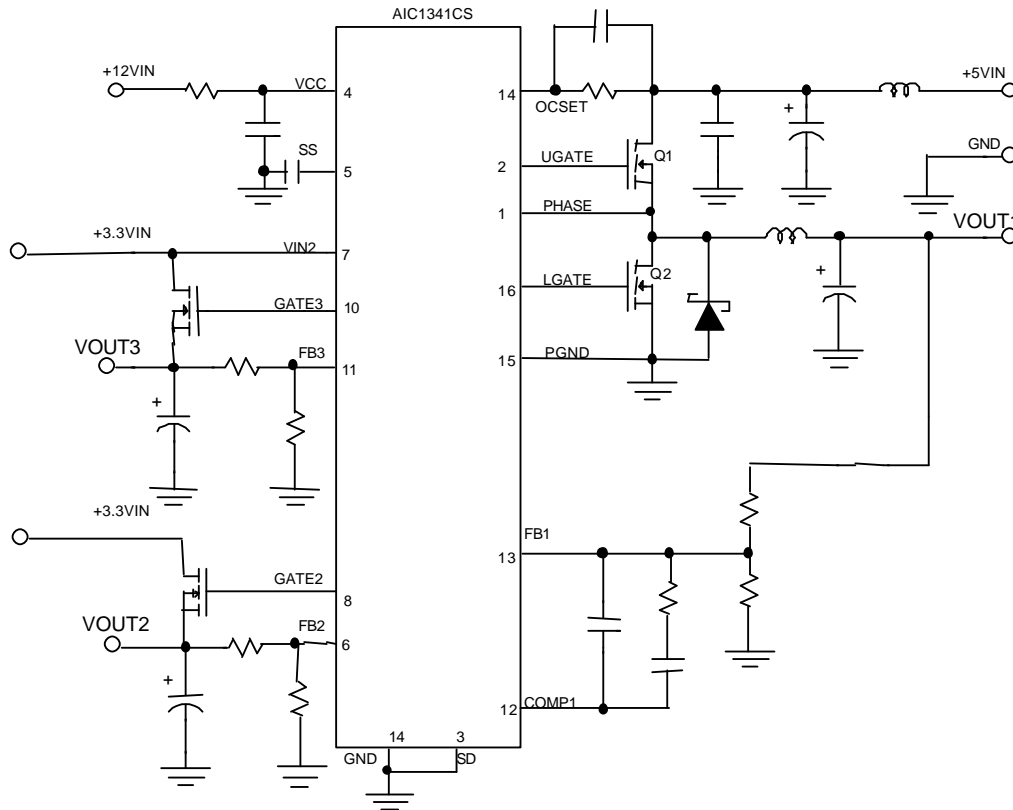 AIC1341CS
+12VIN
VCC
4
14
OCSET
+
+5VIN
SS
5
2
UGATE
Q1
GND
1
PHASE
VOUT1
+3.3VIN
VIN2
7
Q2
16
LGATE
+
GATE3
10
VOUT3
FB3
11
15
PGND
+
+3.3VIN
FB1
13
GATE2
8
VOUT2
FB2
6
+
12
COMP1
14
3
GND
SD